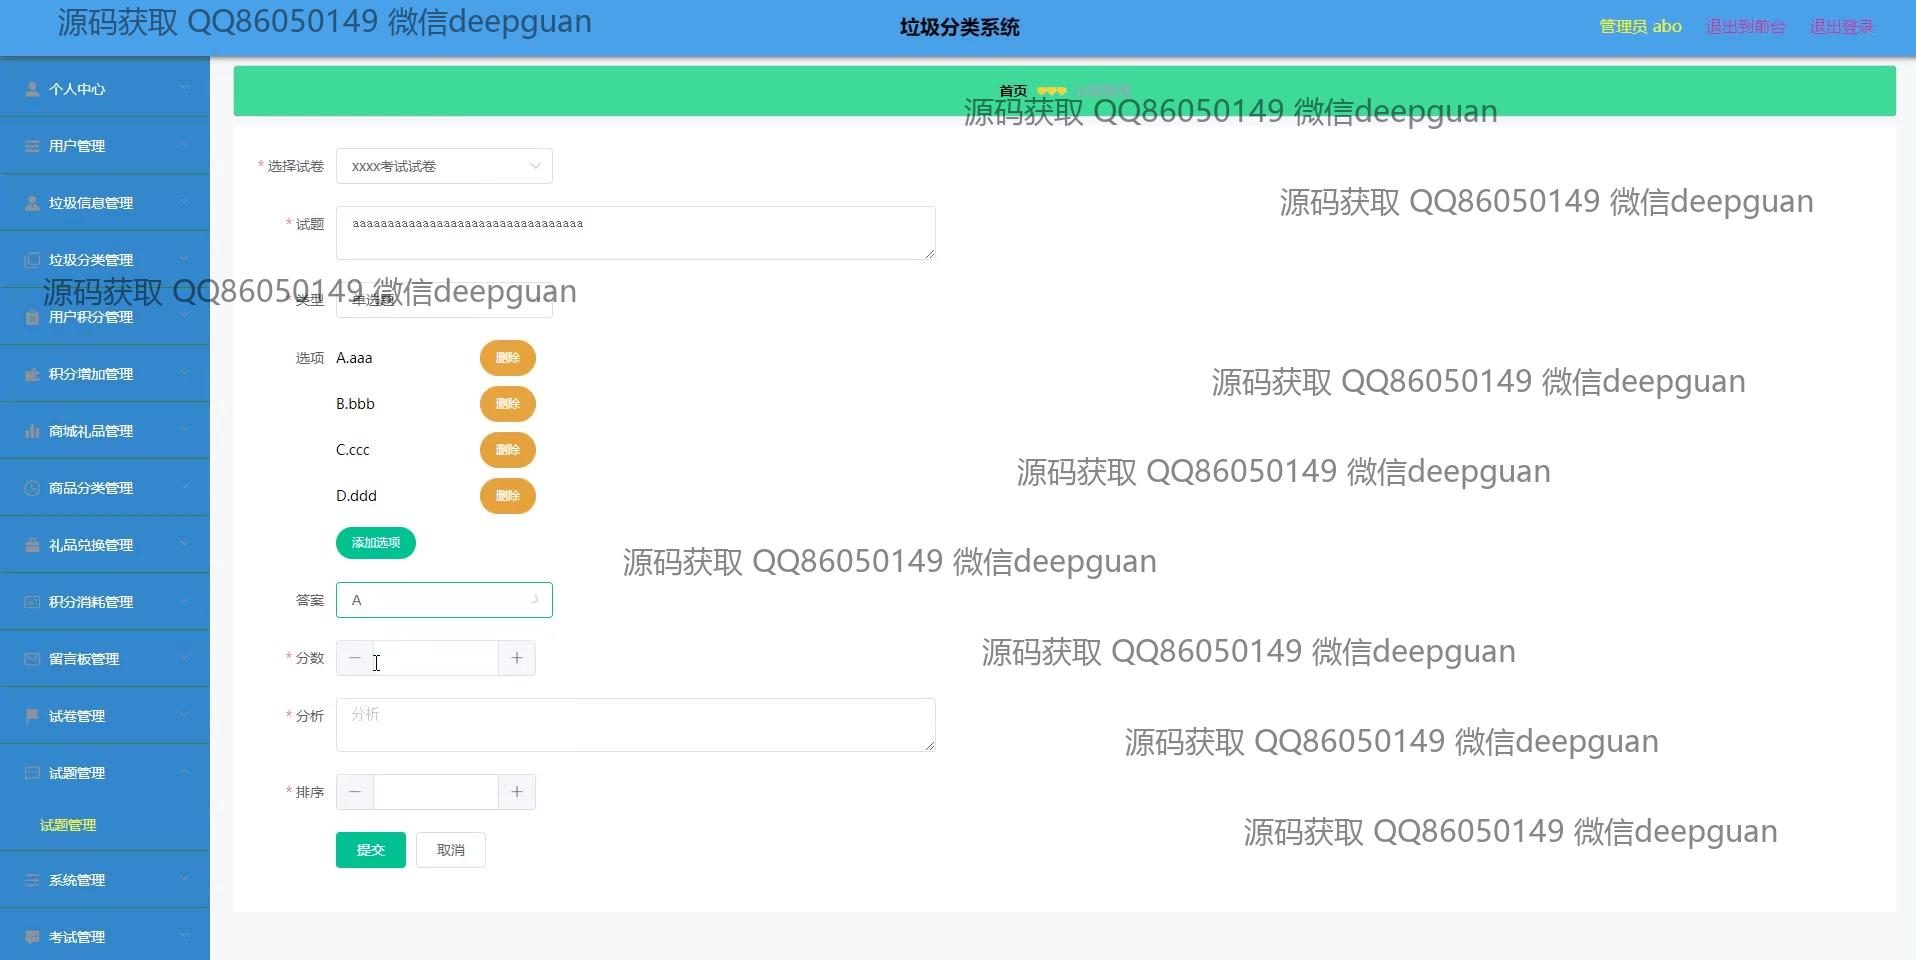 源码获取 QQ86050149 微信deepguan
垃圾分类系统
管理员 abo
退出到前台
退出登录
个人中心
用户管理
垃圾信息管理
垃圾分类管理
用户积分管理
积分增加管理
商城礼品管理
商品分类管理
礼品兑换管理
积分消耗管理
留言板管理
试卷管理
试题管理
试题管理
系统管理
考试管理
首页
源码获取 QQ86050149 微信deepguan
* 选择试卷 xxxx考试试卷
源码获取 QQ86050149 微信deepguan
* 试题 aaaaaaaaaaaaaaaaaaaaaaaaaaaaaaaaa
源码获取 QQ86050149 微信deepguan
* 类型 单选题
选项 A.aaa 删除
源码获取 QQ86050149 微信deepguan
B.bbb 删除
C.ccc 删除
源码获取 QQ86050149 微信deepguan
D.ddd 删除
添加选项
源码获取 QQ86050149 微信deepguan
答案 A
* 分数
源码获取 QQ86050149 微信deepguan
* 分析 分析
源码获取 QQ86050149 微信deepguan
* 排序
源码获取 QQ86050149 微信deepguan
提交 取消